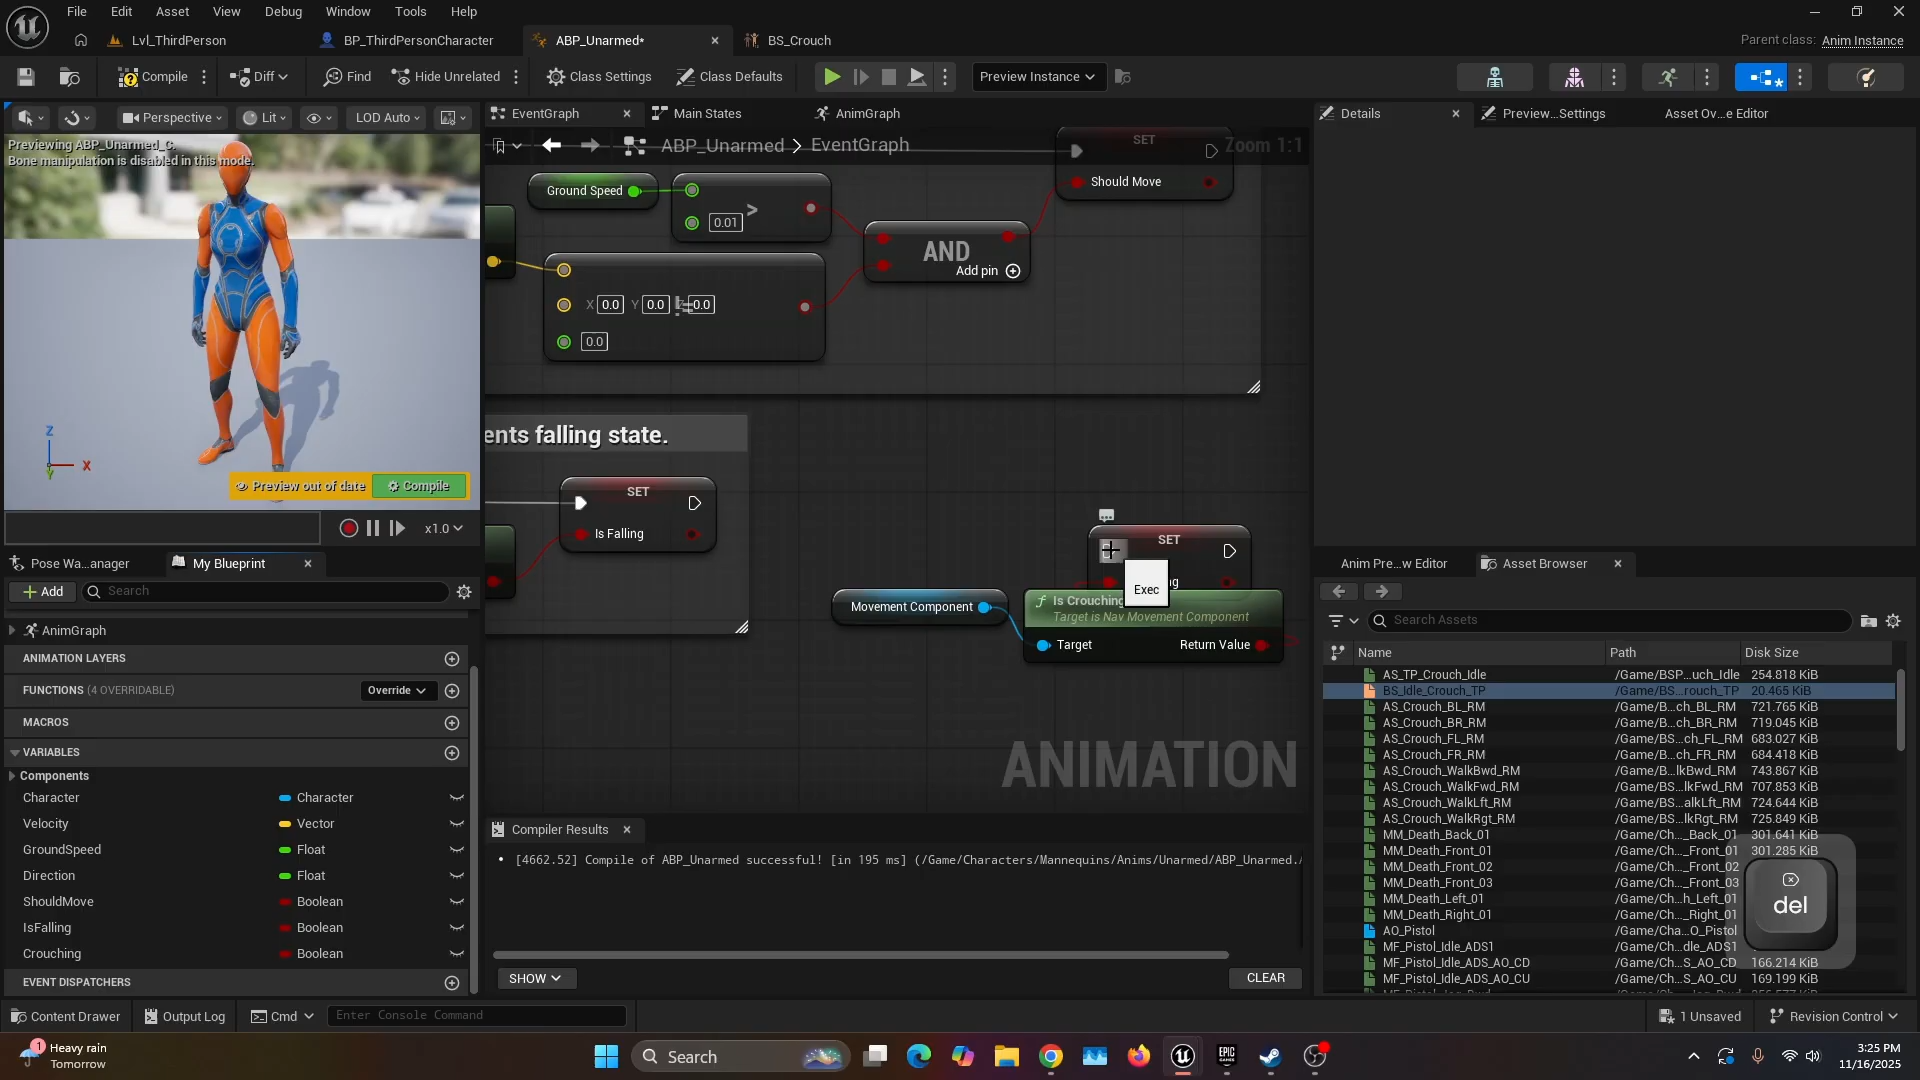 File Edit Asset View Debug Window Tools Help
Lvl_ThirdPerson BP_ThirdPersonCharacter ABP_Unarmed* BS_Crouch Parent class: Anim Instance
Compile Diff Find Hide Unrelated Class Settings Class Defaults Preview Instance
Perspective Lit LOD Auto EventGraph Main States AnimGraph Details Preview...Settings Asset Ov...e Editor
Previewing ABP_Unarmed_C.
Bone manipulation is disabled in this mode.
ABP_Unarmed > EventGraph Zoom 1:1
SET
Should Move
Ground Speed
0.01 >
AND
Add pin
X 0.0 Y 0.0 0.0
0.0
ents falling state.
SET
Is Falling
SET
Exec
Movement Component
Is Crouching
Target is Nav Movement Component
Target Return Value
ANIMATION
Z
X
Y
Preview out of date Compile
x1.0
Pose Wa...anager My Blueprint
Add Search
AnimGraph
ANIMATION LAYERS
FUNCTIONS (4 OVERRIDABLE) Override
MACROS
VARIABLES
Components
Character Character
Velocity Vector
GroundSpeed Float
Direction Float
ShouldMove Boolean
IsFalling Boolean
Crouching Boolean
EVENT DISPATCHERS
Compiler Results
[4662.52] Compile of ABP_Unarmed successful! [in 195 ms] (/Game/Characters/Mannequins/Anims/Unarmed/ABP_Unarmed.
SHOW CLEAR
Anim Pre...w Editor Asset Browser
Search Assets
Name Path Disk Size
AS_TP_Crouch_Idle /Game/BSP...uch_Idle 254.818 KiB
BS_Idle_Crouch_TP /Game/BS...rouch_TP 20.465 KiB
AS_Crouch_BL_RM /Game/B...ch_BL_RM 721.765 KiB
AS_Crouch_BR_RM /Game/B...ch_BR_RM 719.045 KiB
AS_Crouch_FL_RM /Game/BS...ch_FL_RM 683.027 KiB
AS_Crouch_FR_RM /Game/B...ch_FR_RM 684.418 KiB
AS_Crouch_WalkBwd_RM /Game/B...lkBwd_RM 743.867 KiB
AS_Crouch_WalkFwd_RM /Game/BS...lkFwd_RM 707.853 KiB
AS_Crouch_WalkLft_RM /Game/BS...alkLft_RM 724.644 KiB
AS_Crouch_WalkRgt_RM /Game/BS...lkRgt_RM 725.849 KiB
MM_Death_Back_01 /Game/Ch..._Back_01 301.641 KiB
MM_Death_Front_01 /Game/Ch..._Front_01 301.285 KiB
MM_Death_Front_02 /Game/Ch..._Front_02
MM_Death_Front_03 /Game/Ch..._Front_03
MM_Death_Left_01 /Game/Ch...h_Left_01
MM_Death_Right_01 /Game/Ch..._Right_01
AO_Pistol /Game/Cha...O_Pistol
MF_Pistol_Idle_ADS1 /Game/Ch...dle_ADS1
MF_Pistol_Idle_ADS_AO_CD /Game/Ch...S_AO_CD 166.214 KiB
MF_Pistol_Idle_ADS_AO_CU /Game/Ch...S_AO_CU 169.199 KiB
del
Content Drawer Output Log Cmd Enter Console Command 1 Unsaved Revision Control
1 Heavy rain
Tomorrow
Search
EPIC
3:25 PM
11/16/2025